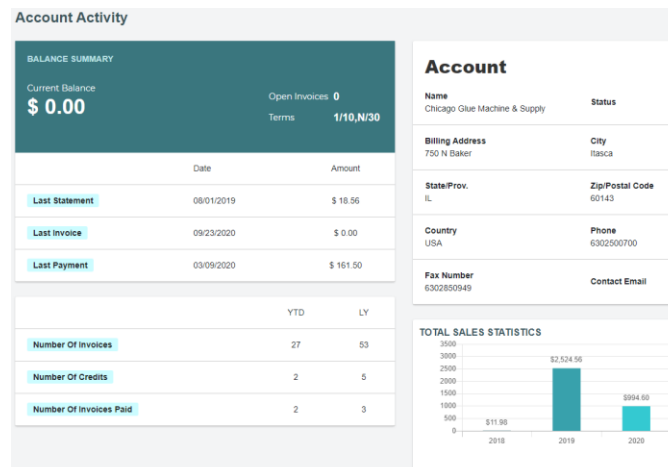 Account Activity
BALANCE SUMMARY
Current Balance
$ 0.00
Open Invoices 0
Terms 1/10,N/30
Date Amount
Last Statement 08/01/2019 $ 18.56
Last Invoice 09/23/2020 $ 0.00
Last Payment 03/09/2020 $ 161.50
YTD LY
Number Of Invoices 27 53
Number Of Credits 2 5
Number Of Invoices Paid 2 3
Account
Name Status
Chicago Glue Machine & Supply
Billing Address City
750 N Baker Itasca
State/Prov. Zip/Postal Code
IL 60143
Country Phone
USA 6302500700
Fax Number Contact Email
6302850949
TOTAL SALES STATISTICS
3500
3000
2500
2000
1500
1000
500
0
$11.98 $2,524.56 $994.60
2018 2019 2020